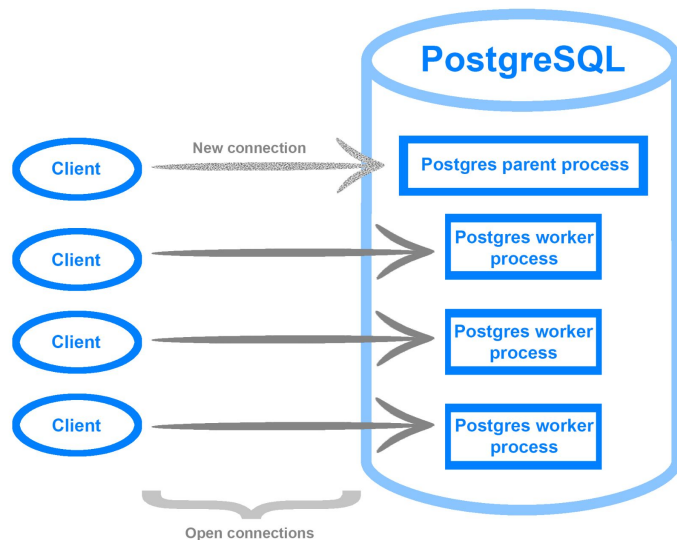 PostgreSQL
New connection
Client
Postgres parent process
Client
Postgres worker
process
Client
Postgres worker
process
Client
Postgres worker
process
Open connections